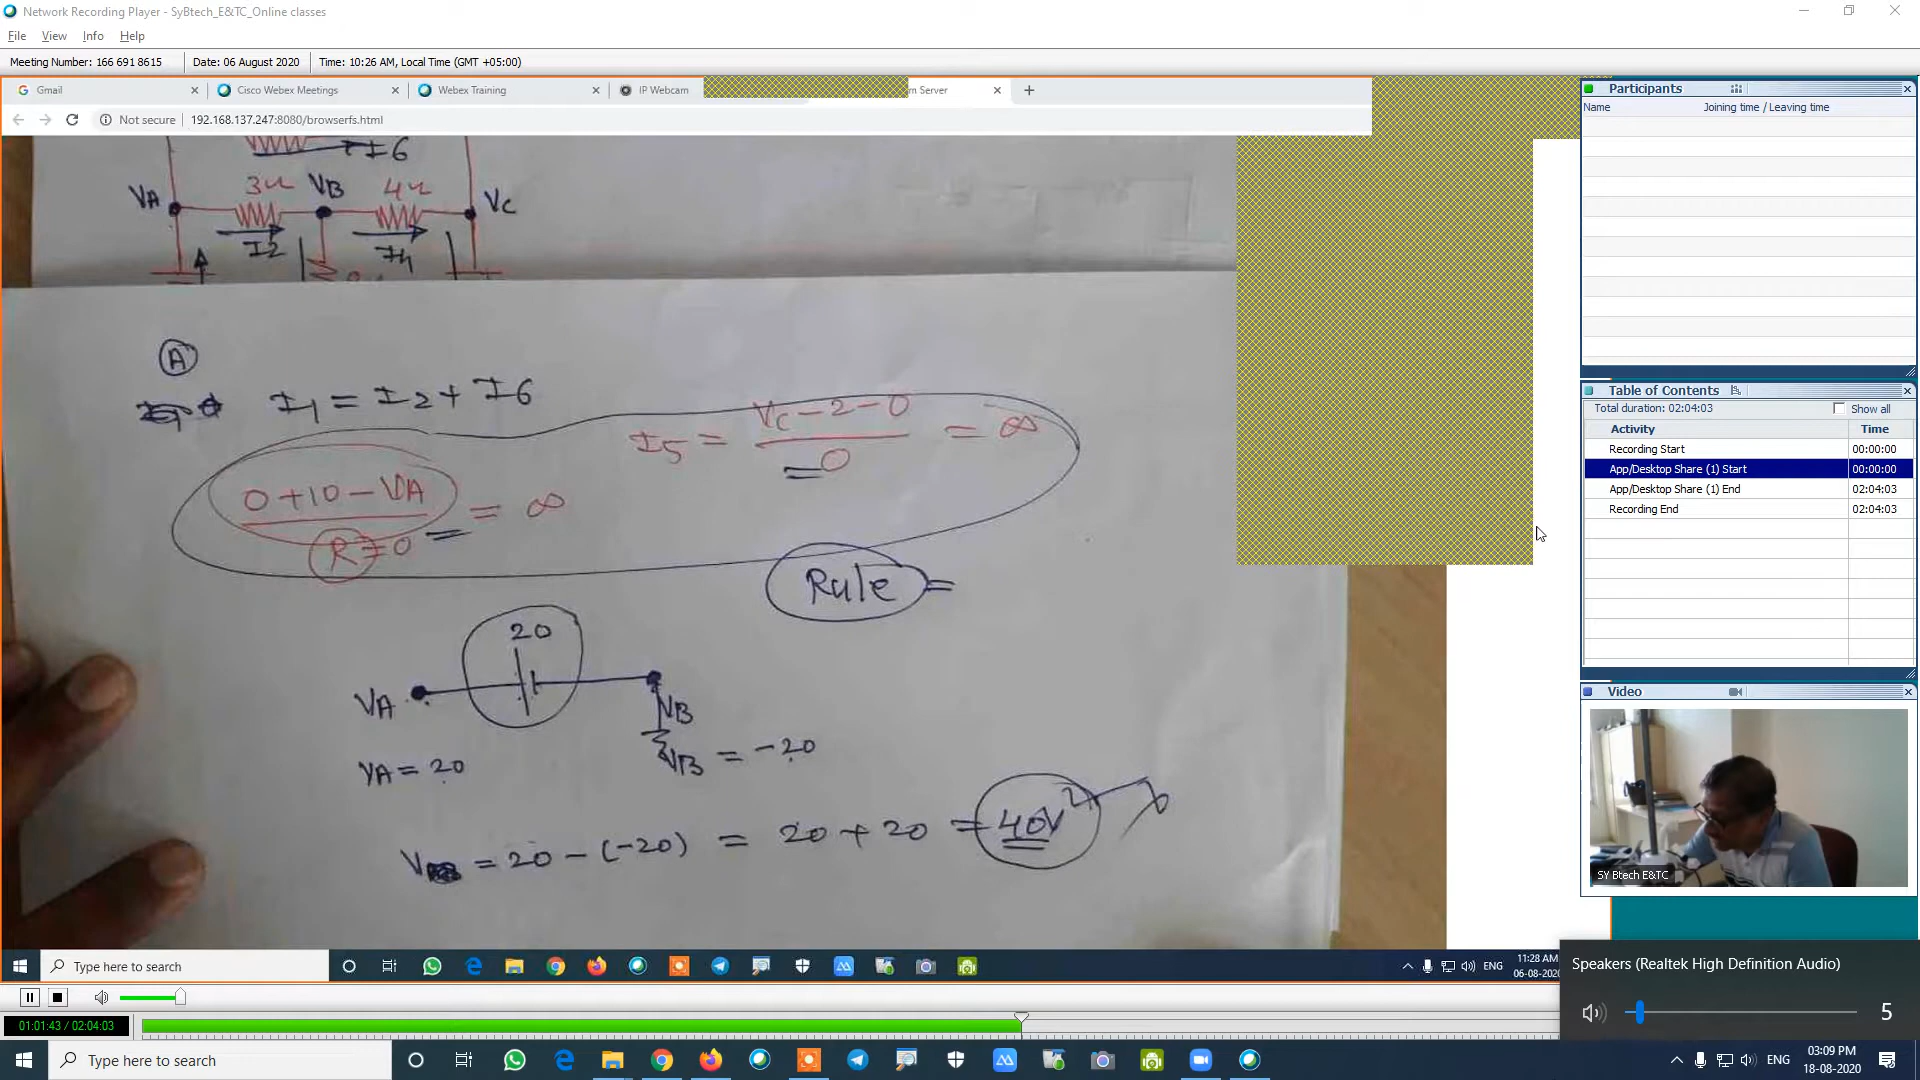 Network Recording Player - SyBtech_E&TC_Online classes
File View Info Help
Meeting Number: 166 691 8615 Date: 06 August 2020 Time: 10:26 AM, Local Time (GMT +05:00)
Gmail Cisco Webex Meetings Webex Training IP Webcam m Server
Not secure 192.168.137.247:8080/browserfs.html
I6
VA 3Ω VB 4Ω VC
I2 I4
A
I1 = I2 + I6
I5 = VC-2-0 / 0 = ∞
0+10-VA / R=0 = ∞
Rule =
20
VA VB
VA = 20 VB = -20
V = 20-(-20) = 20+20 = 40V
Participants
Name Joining time / Leaving time
Table of Contents
Total duration: 02:04:03 Show all
Activity Time
Recording Start 00:00:00
App/Desktop Share (1) Start 00:00:00
App/Desktop Share (1) End 02:04:03
Recording End 02:04:03
Video
SY Btech E&TC
Type here to search ENG 11:28 AM
06-08-2020
Speakers (Realtek High Definition Audio)
5
01:01:43 / 02:04:03
Type here to search ENG 03:09 PM
18-08-2020